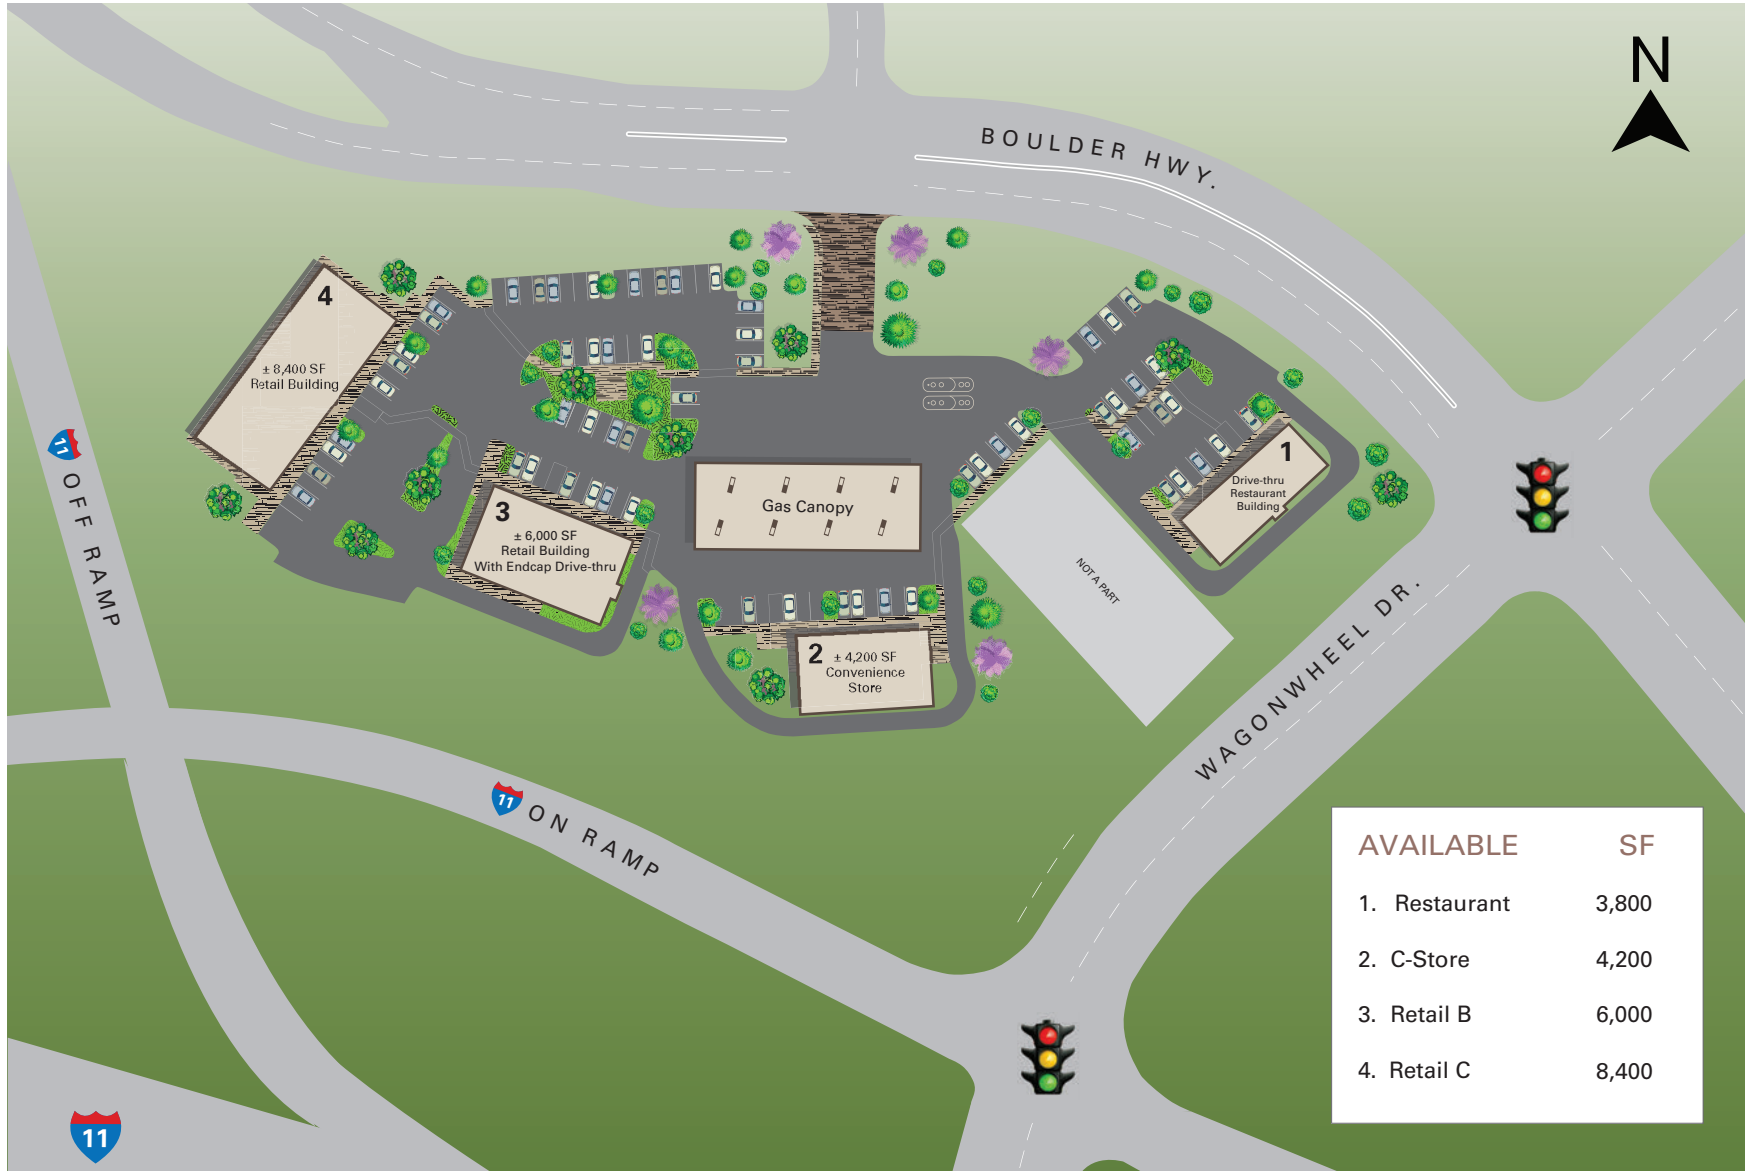 N
BOULDER HWY.
4
± 8,400 SF
Retail Building
1
Drive-thru
Restaurant
Building
11 OFF RAMP
3
± 6,000 SF
Retail Building
With Endcap Drive-thru
Gas Canopy
NOT A PART
2
± 4,200 SF
Convenience
Store
WAGONWHEEL DR.
11 ON RAMP
AVAILABLE SF
1. Restaurant 3,800
2. C-Store 4,200
3. Retail B 6,000
4. Retail C 8,400
11